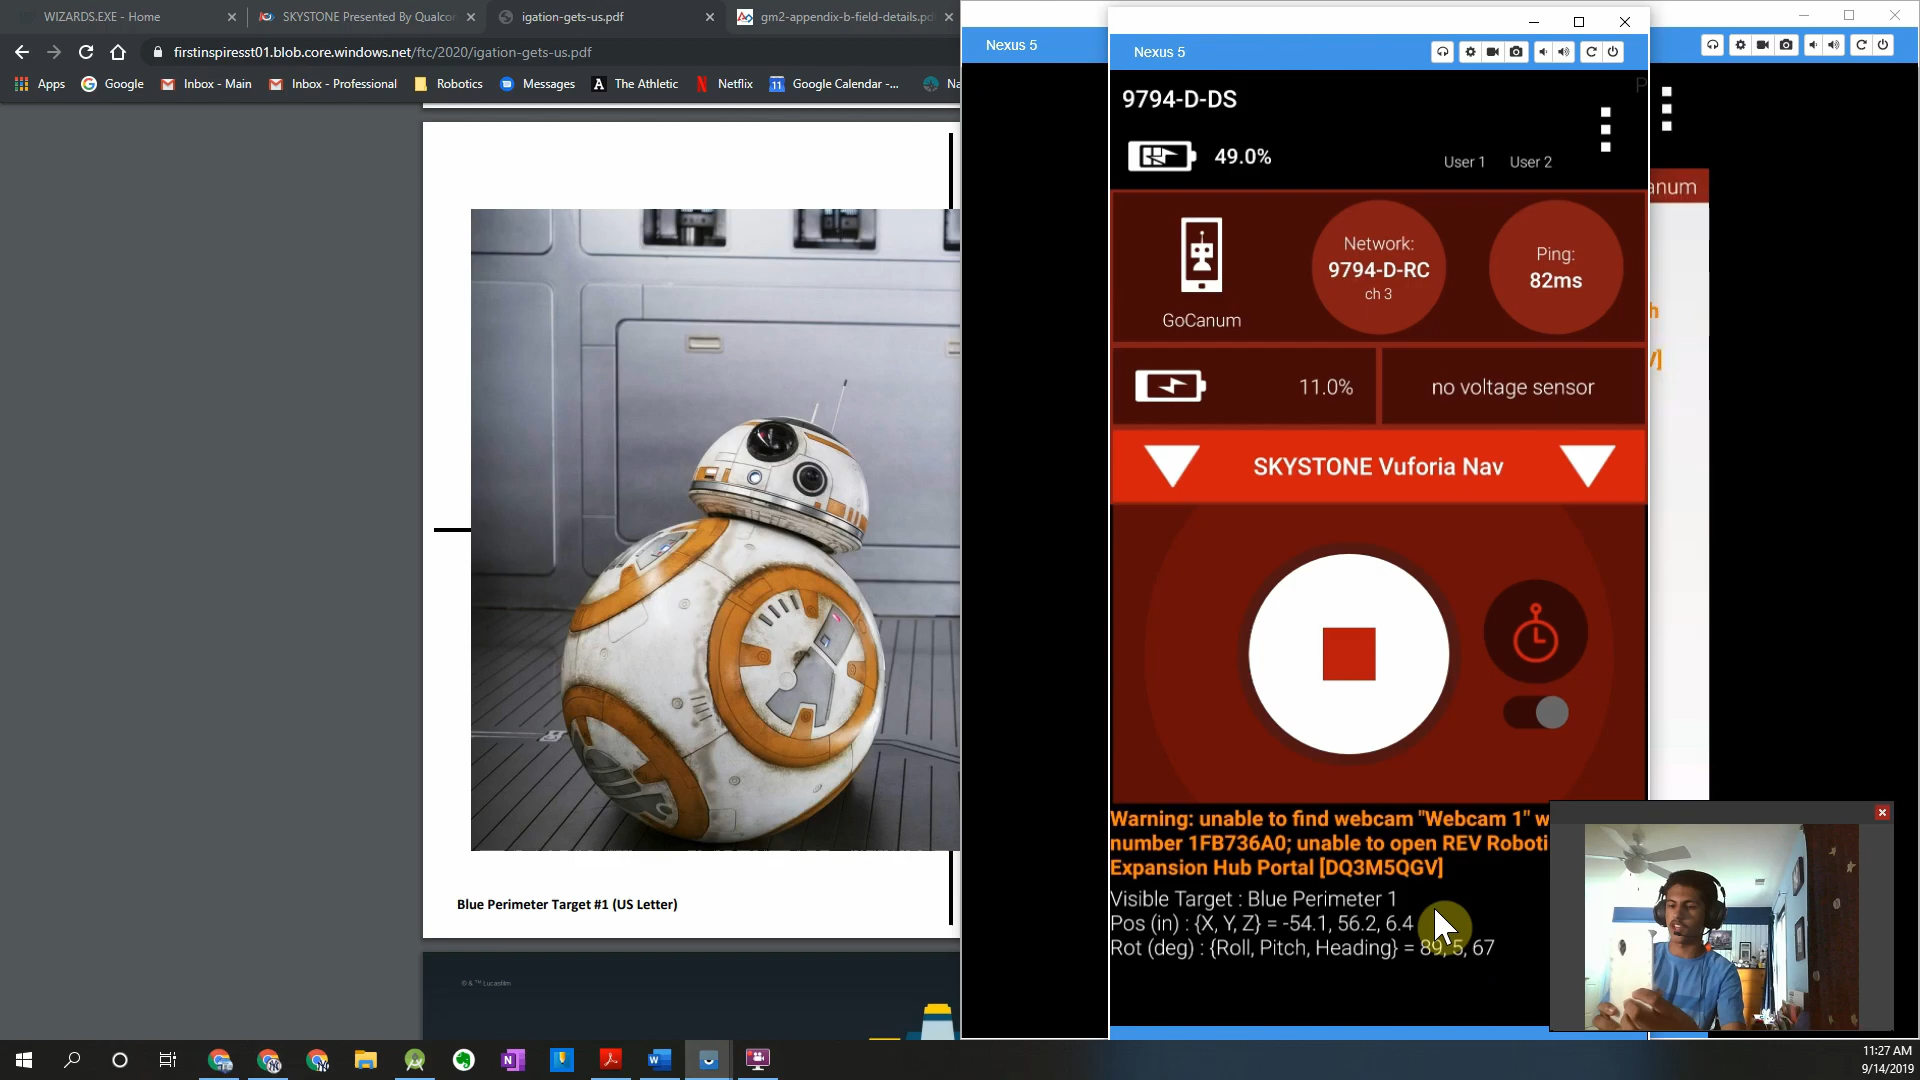 WIZARDS.EXE - Home
SKYSTONE Presented By Qualcor
igation-gets-us.pdf
gm2-appendix-b-field-details.pd
firstinspiresst01.blob.core.windows.net/ftc/2020/igation-gets-us.pdf
Apps
Google
Inbox - Main
Inbox - Professional
Robotics
Messages
The Athletic
Netflix
Google Calendar -...
Na
Blue Perimeter Target #1 (US Letter)
© & ™ Lucasfilm
Nexus 5
Nexus 5
9794-D-DS
49.0%
User 1
User 2
GoCanum
Network:
9794-D-RC
ch 3
Ping:
82ms
11.0%
no voltage sensor
SKYSTONE Vuforia Nav
Warning: unable to find webcam "Webcam 1" w
number 1FB736A0; unable to open REV Roboti
Expansion Hub Portal [DQ3M5QGV]
Visible Target : Blue Perimeter 1
Pos (in) : {X, Y, Z} = -54.1, 56.2, 6.4
Rot (deg) : {Roll, Pitch, Heading} = 89, 5, 67
anum
h
V]
11:27 AM
9/14/2019